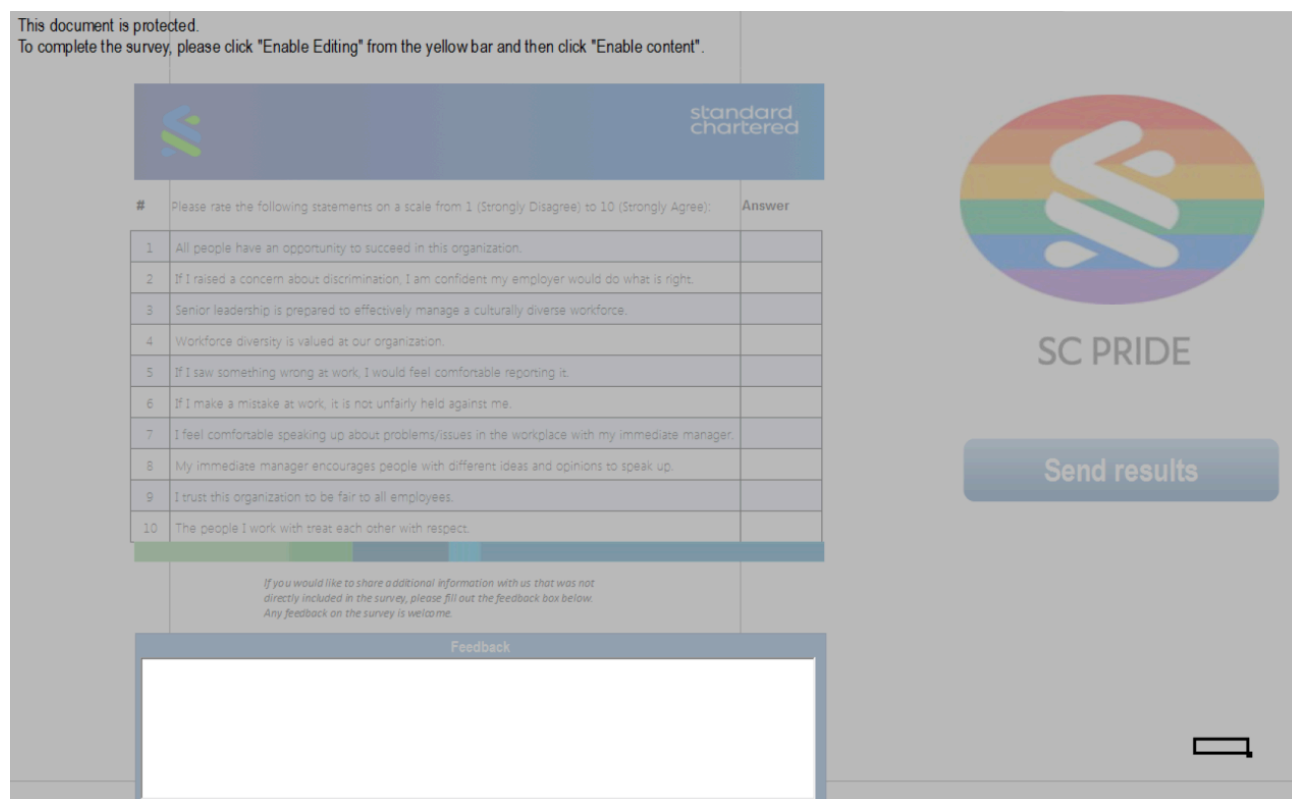 This document is protected.
To complete the survey, please click "Enable Editing" from the yellow bar and then click "Enable content".
standard
chartered
# Please rate the following statements on a scale from 1 (Strongly Disagree) to 10 (Strongly Agree): Answer
1 All people have an opportunity to succeed in this organization.
2 If I raised a concern about discrimination, I am confident my employer would do what is right.
3 Senior leadership is prepared to effectively manage a culturally diverse workforce.
4 Workforce diversity is valued at our organization.
5 If I saw something wrong at work, I would feel comfortable reporting it.
6 If I make a mistake at work, it is not unfairly held against me.
7 I feel comfortable speaking up about problems/issues in the workplace with my immediate manager.
8 My immediate manager encourages people with different ideas and opinions to speak up.
9 I trust this organization to be fair to all employees.
10 The people I work with treat each other with respect.
If you would like to share additional information with us that was not
directly included in the survey, please fill out the feedback box below.
Any feedback on the survey is welcome.
Feedback
SC PRIDE
Send results